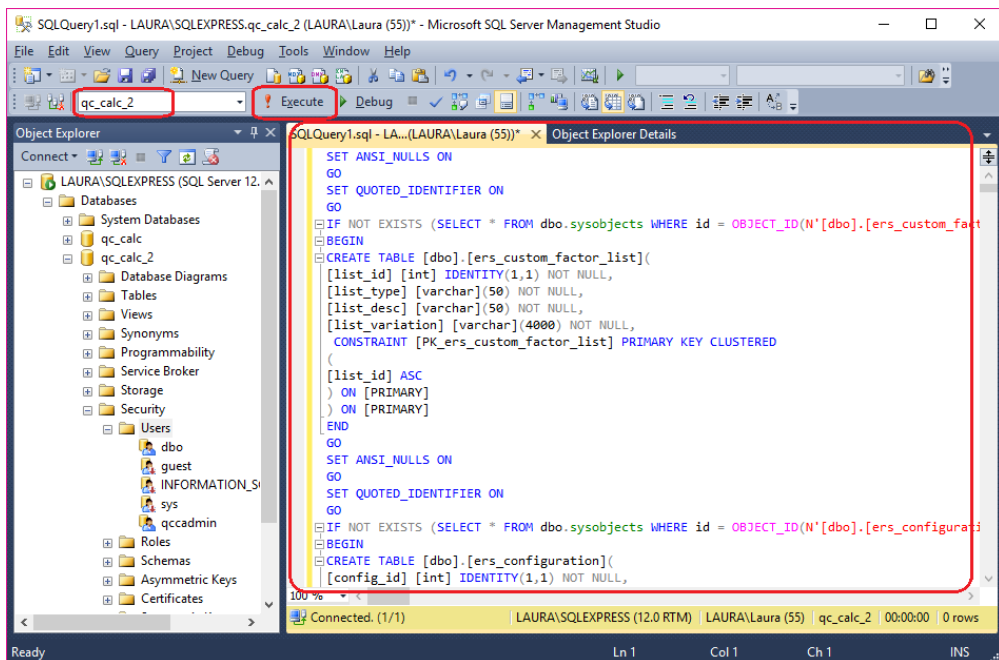 SQLQuery1.sql - LAURA\SQLEXPRESS.qc_calc_2 (LAURA\Laura (55))* - Microsoft SQL Server Management Studio
File Edit View Query Project Debug Tools Window Help
New Query
qc_calc_2 Execute Debug
Object Explorer
Connect
LAURA\SQLEXPRESS (SQL Server 12.
Databases
System Databases
qc_calc
qc_calc_2
Database Diagrams
Tables
Views
Synonyms
Programmability
Service Broker
Storage
Security
Users
dbo
guest
INFORMATION_S
sys
qccadmin
Roles
Schemas
Asymmetric Keys
Certificates
SQLQuery1.sql - LA...(LAURA\Laura (55))* Object Explorer Details
SET ANSI_NULLS ON
GO
SET QUOTED_IDENTIFIER ON
GO
IF NOT EXISTS (SELECT * FROM dbo.sysobjects WHERE id = OBJECT_ID(N'[dbo].[ers_custom_fact
BEGIN
CREATE TABLE [dbo].[ers_custom_factor_list](
[list_id] [int] IDENTITY(1,1) NOT NULL,
[list_type] [varchar](50) NOT NULL,
[list_desc] [varchar](50) NOT NULL,
[list_variation] [varchar](4000) NOT NULL,
CONSTRAINT [PK_ers_custom_factor_list] PRIMARY KEY CLUSTERED
(
[list_id] ASC
) ON [PRIMARY]
) ON [PRIMARY]
END
GO
SET ANSI_NULLS ON
GO
SET QUOTED_IDENTIFIER ON
GO
IF NOT EXISTS (SELECT * FROM dbo.sysobjects WHERE id = OBJECT_ID(N'[dbo].[ers_configurati
BEGIN
CREATE TABLE [dbo].[ers_configuration](
[config_id] [int] IDENTITY(1,1) NOT NULL,
100 %
Connected. (1/1) LAURA\SQLEXPRESS (12.0 RTM) LAURA\Laura (55) qc_calc_2 00:00:00 0 rows
Ready Ln 1 Col 1 Ch 1 INS